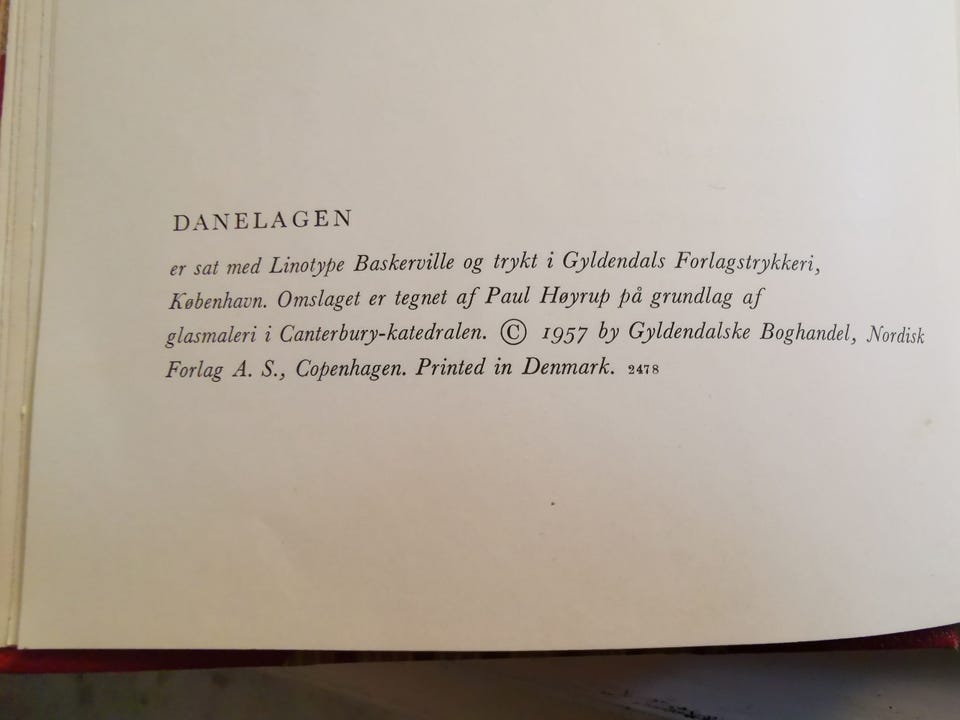 DANELAGEN
er sat med Linotype Baskerville og trykt i Gyldendals Forlagstrykkeri,
København. Omslaget er tegnet af Paul Høyrup på grundlag af
glasmaleri i Canterbury-katedralen. © 1957 by Gyldendalske Boghandel, Nordisk
Forlag A. S., Copenhagen. Printed in Denmark. 2478